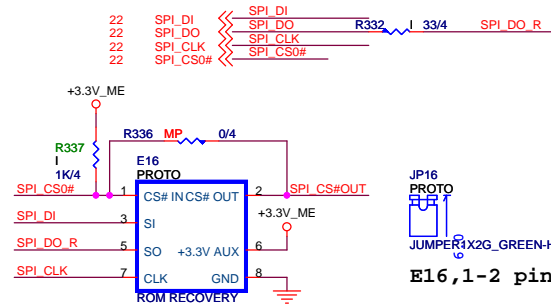 22 SPI_DI SPI_DI
22 SPI_DO SPI_DO R332 I 33/4 SPI_DO_R
22 SPI_CLK SPI_CLK
22 SPI_CS0# SPI_CS0#
+3.3V_ME
R336 MP 0/4
R337
I
1K/4
E16
PROTO
SPI_CS0# 1 CS# IN CS# OUT 2 SPI_CS#OUT
SPI_DI 3 SI
+3.3V_ME
SPI_DO_R 5 SO +3.3V AUX 6
SPI_CLK 7 CLK GND 8
ROM RECOVERY
JP16
PROTO
JUMPER1X2G_GREEN-H
E16,1-2 pin